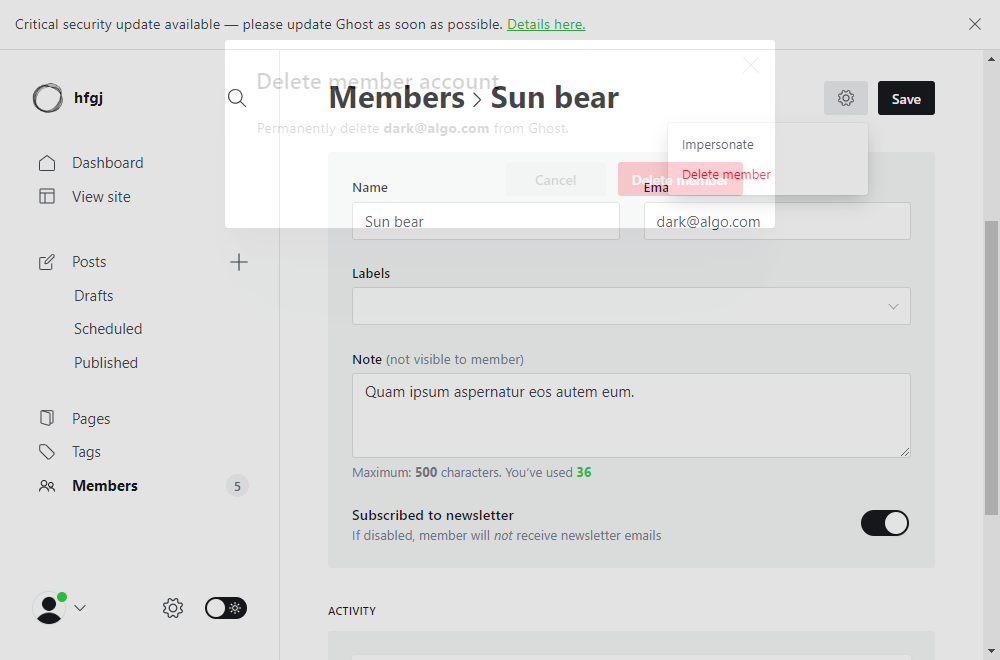 Critical security update available — please update Ghost as soon as possible. Details here.
hfgj
Dashboard
View site
Posts
Drafts
Scheduled
Published
Pages
Tags
Members
5
Delete member account
Permanently delete dark@algo.com from Ghost.
Cancel
Delete member
Members > Sun bear
Save
Impersonate
Delete member
Name
Sun bear
Ema
dark@algo.com
Labels
Note (not visible to member)
Quam ipsum aspernatur eos autem eum.
Maximum: 500 characters. You've used 36
Subscribed to newsletter
If disabled, member will not receive newsletter emails
ACTIVITY